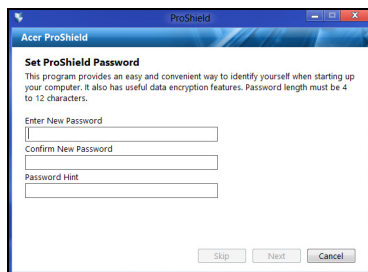 ProShield
Acer ProShield
Set ProShield Password
This program provides an easy and convenient way to identify yourself when starting up
your computer. It also has useful data encryption features. Password length must be 4
to 12 characters.
Enter New Password
Confirm New Password
Password Hint
Skip Next Cancel